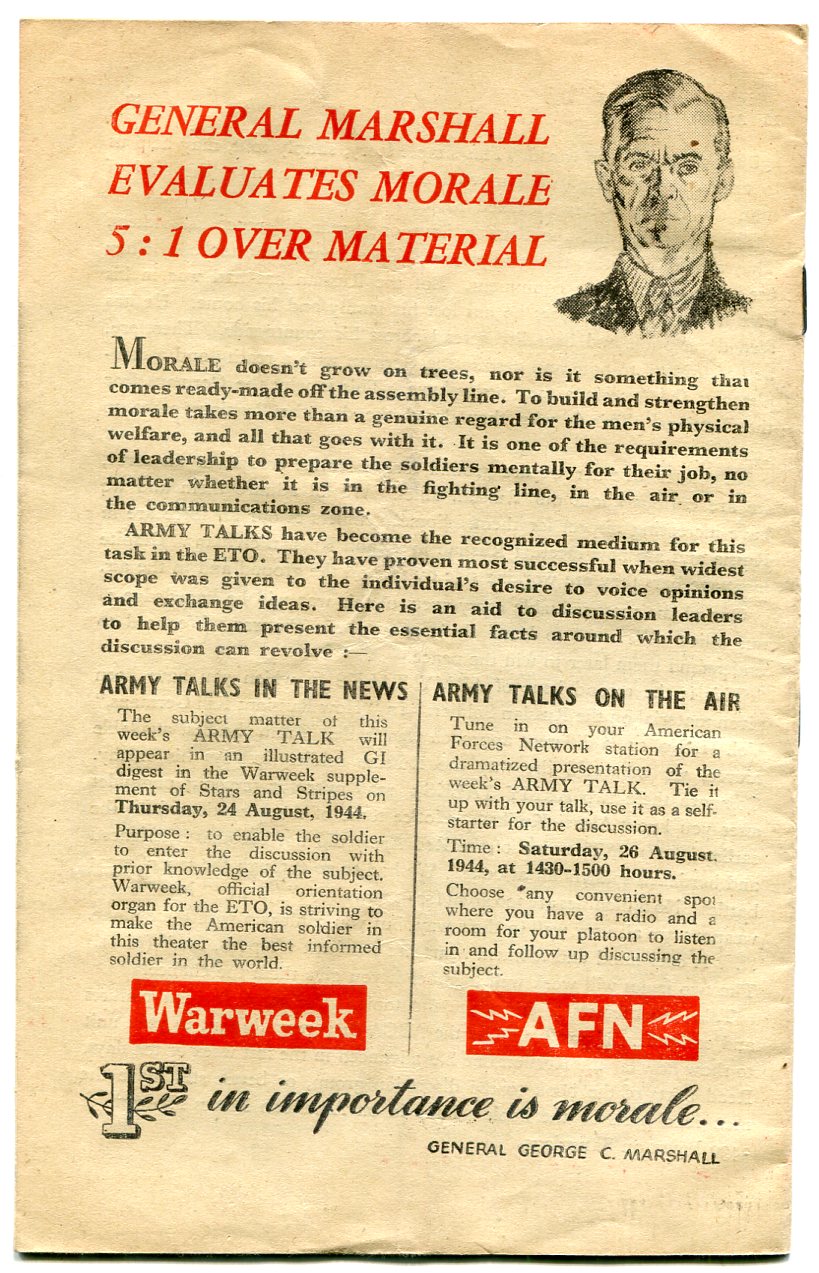 GENERAL MARSHALL
EVALUATES MORALE
5 : 1 OVER MATERIAL
MORALE doesn't grow on trees, nor is it something that
comes ready-made off the assembly line. To build and strengthen
morale takes more than a genuine regard for the men's physical
welfare, and all that goes with it. It is one of the requirements
of leadership to prepare the soldiers mentally for their job, no
matter whether it is in the fighting line, in the air or in
the communications zone.
ARMY TALKS have become the recognized medium for this
task in the ETO. They have proven most successful when widest
scope was given to the individual's desire to voice opinions
and exchange ideas. Here is an aid to discussion leaders
to help them present the essential facts around which the
discussion can revolve :—
ARMY TALKS IN THE NEWS
The subject matter of this
week's ARMY TALK will
appear in an illustrated GI
digest in the Warweek supple-
ment of Stars and Stripes on
Thursday, 24 August, 1944.
Purpose : to enable the soldier
to enter the discussion with
prior knowledge of the subject.
Warweek, official orientation
organ for the ETO, is striving to
make the American soldier in
this theater the best informed
soldier in the world.
Warweek
ARMY TALKS ON THE AIR
Tune in on your American
Forces Network station for a
dramatized presentation of the
week's ARMY TALK. Tie it
up with your talk, use it as a self-
starter for the discussion.
Time : Saturday, 26 August,
1944, at 1430-1500 hours.
Choose any convenient spot
where you have a radio and a
room for your platoon to listen
in and follow up discussing the
subject.
AFN
1ST in importance is morale...
GENERAL GEORGE C. MARSHALL